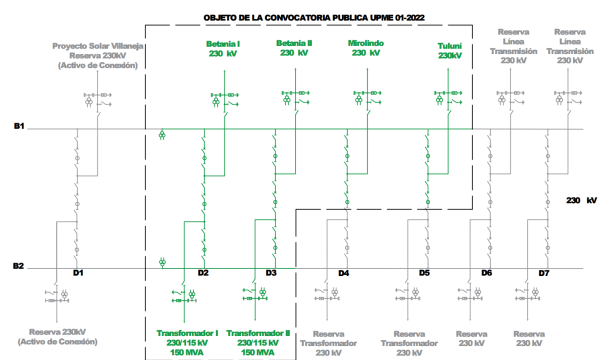 OBJETO DE LA CONVOCATORIA PUBLICA UPME 01-2022
Proyecto Solar Villaneja
Reserva 230kV
(Activo de Conexión)
Betania I
230 kV
Betania II
230 kV
Mirolindo
230 kV
Tuluní
230kV
Reserva
Línea
Transmisión
230 kV
Reserva
Línea
Transmisión
230 kV
B1
230 kV
B2
D1
D2
D3
D4
D5
D6
D7
Reserva 230kV
(Activo de Conexión)
Transformador I
230/115 kV
150 MVA
Transformador II
230/115 kV
150 MVA
Reserva
Transformador
230 kV
Reserva
Transformador
230 kV
Reserva
230 kV
Reserva
230 kV